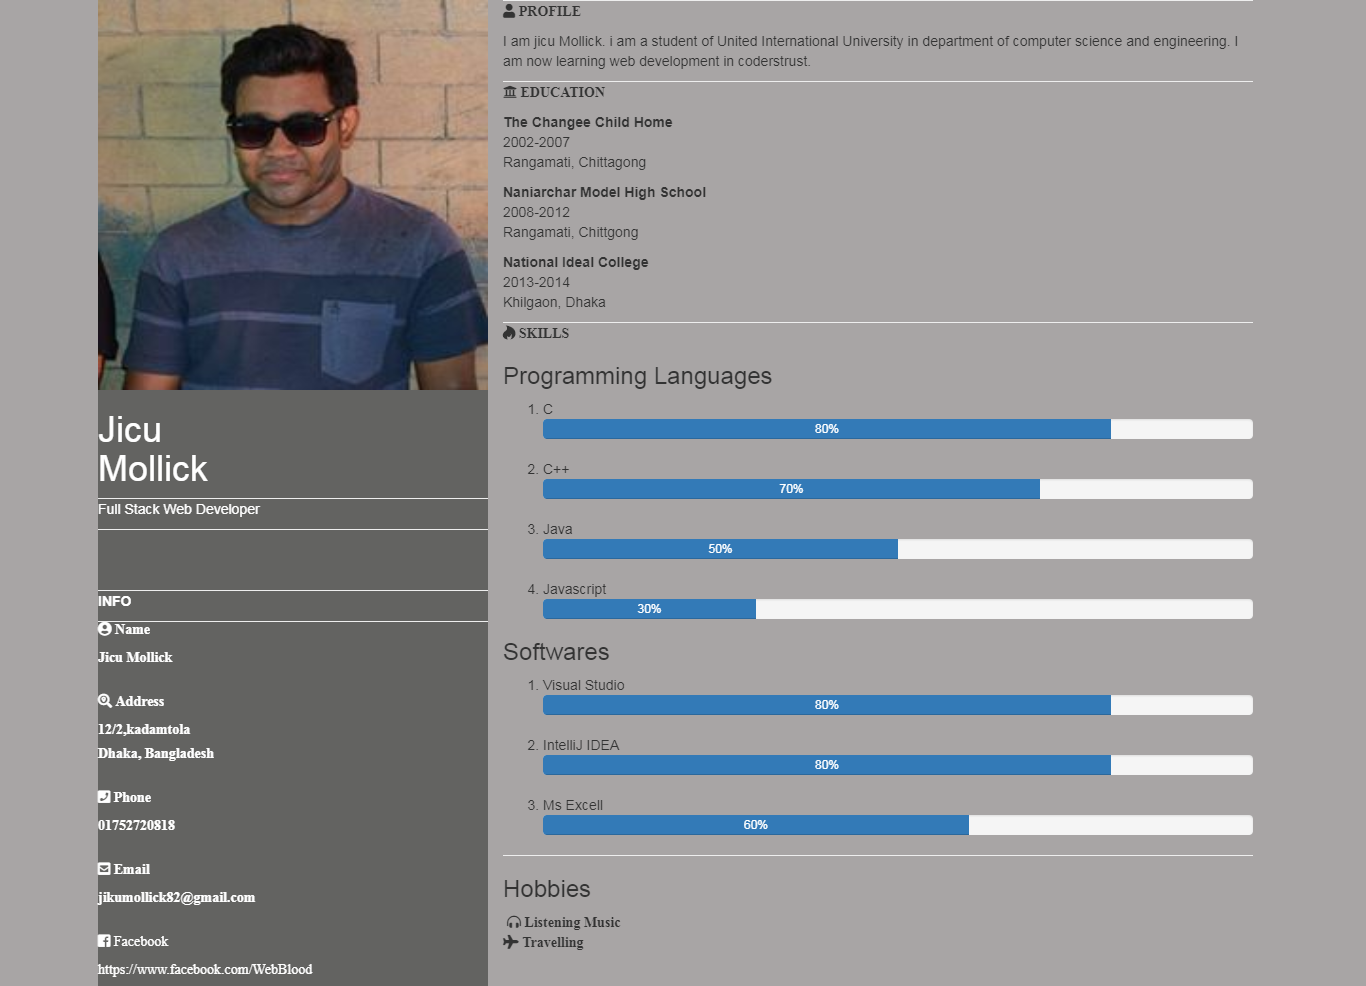 Jicu
Mollick
Full Stack Web Developer
INFO
Name
Jicu Mollick
Address
12/2,kadamtola
Dhaka, Bangladesh
Phone
01752720818
Email
jikumollick82@gmail.com
Facebook
https://www.facebook.com/WebBlood
PROFILE
I am jicu Mollick. i am a student of United International University in department of computer science and engineering. I
am now learning web development in coderstrust.
EDUCATION
The Changee Child Home
2002-2007
Rangamati, Chittagong
Naniarchar Model High School
2008-2012
Rangamati, Chittgong
National Ideal College
2013-2014
Khilgaon, Dhaka
SKILLS
Programming Languages
1. C
80%
2. C++
70%
3. Java
50%
4. Javascript
30%
Softwares
1. Visual Studio
80%
2. IntelliJ IDEA
80%
3. Ms Excell
60%
Hobbies
Listening Music
Travelling